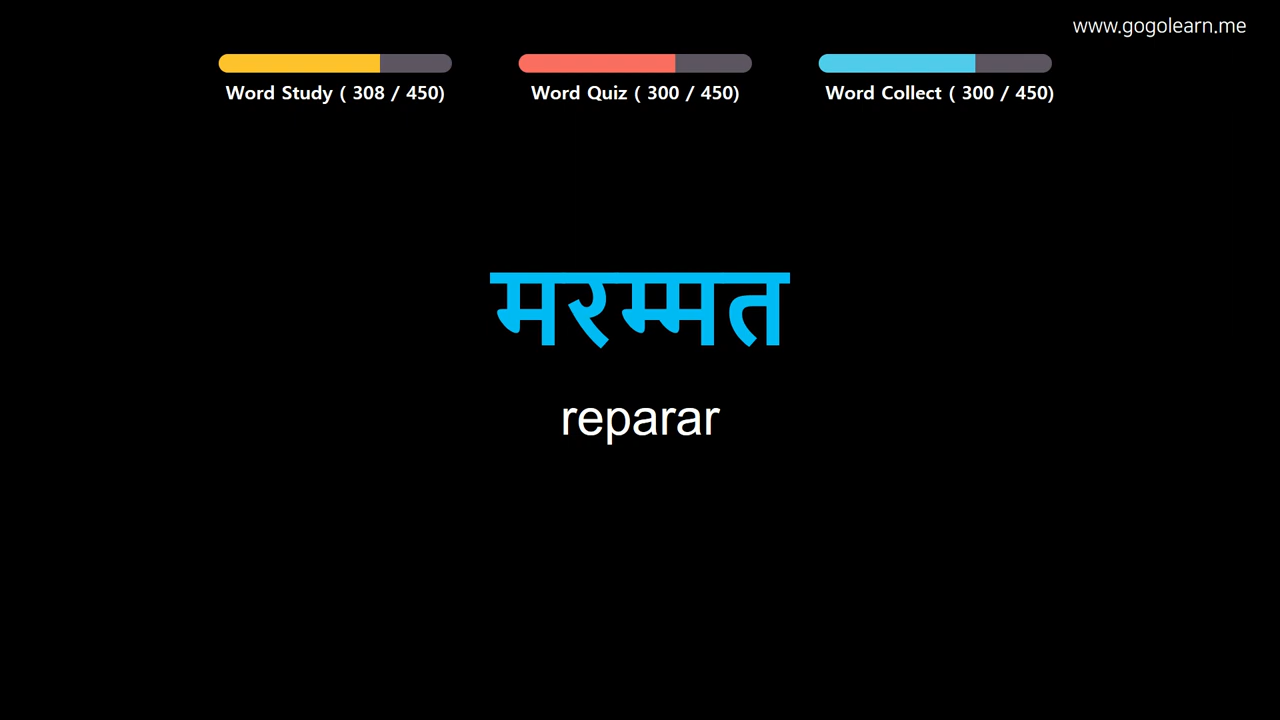 www.gogolearn.me
Word Study ( 308 / 450)
Word Quiz ( 300 / 450)
Word Collect ( 300 / 450)
मरम्मत
reparar